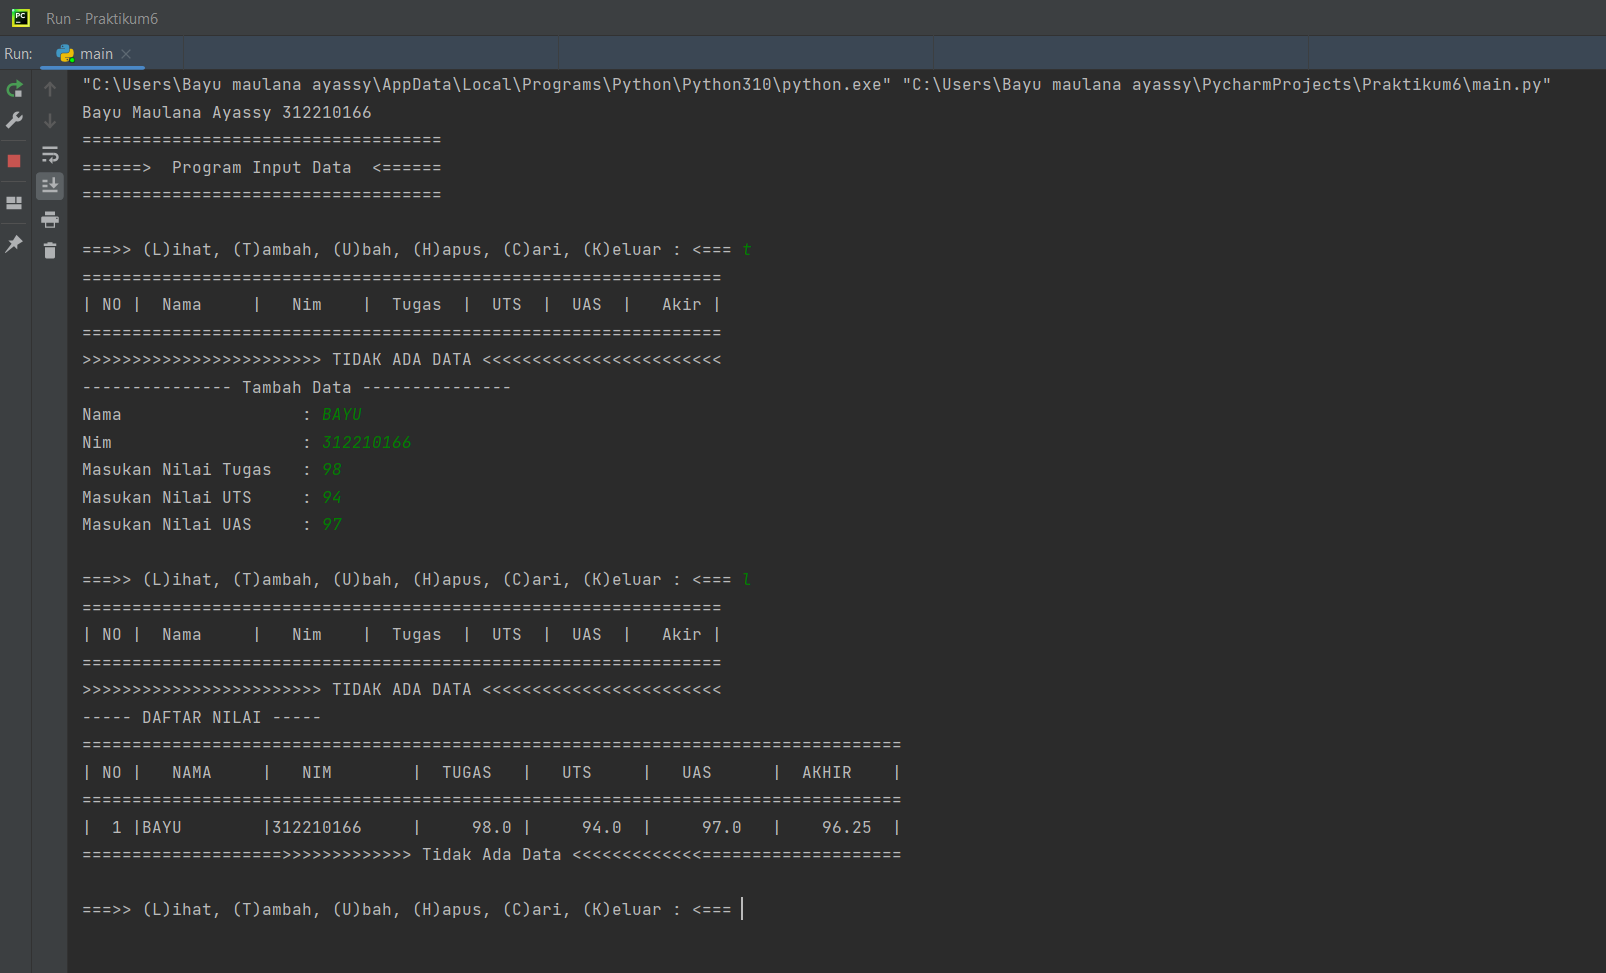 Run - Praktikum6
Run: main
"C:\Users\Bayu maulana ayassy\AppData\Local\Programs\Python\Python310\python.exe" "C:\Users\Bayu maulana ayassy\PycharmProjects\Praktikum6\main.py"
Bayu Maulana Ayassy 312210166
====================================
======>  Program Input Data  <======
====================================
===>> (L)ihat, (T)ambah, (U)bah, (H)apus, (C)ari, (K)eluar : <=== t
================================================================
| NO |  Nama     |   Nim    |  Tugas  |  UTS  |  UAS  |   Akir |
================================================================
>>>>>>>>>>>>>>>>>>>>>>>> TIDAK ADA DATA <<<<<<<<<<<<<<<<<<<<<<<<
--------------- Tambah Data ---------------
Nama                  : BAYU
Nim                   : 312210166
Masukan Nilai Tugas   : 98
Masukan Nilai UTS     : 94
Masukan Nilai UAS     : 97
===>> (L)ihat, (T)ambah, (U)bah, (H)apus, (C)ari, (K)eluar : <=== l
================================================================
| NO |  Nama     |   Nim    |  Tugas  |  UTS  |  UAS  |   Akir |
================================================================
>>>>>>>>>>>>>>>>>>>>>>>> TIDAK ADA DATA <<<<<<<<<<<<<<<<<<<<<<<<
----- DAFTAR NILAI -----
==================================================================================
| NO |   NAMA     |   NIM        |  TUGAS   |   UTS     |   UAS      |  AKHIR    |
==================================================================================
|  1 |BAYU        |312210166     |     98.0 |     94.0  |     97.0   |    96.25  |
====================>>>>>>>>>>>>> Tidak Ada Data <<<<<<<<<<<<<====================
===>> (L)ihat, (T)ambah, (U)bah, (H)apus, (C)ari, (K)eluar : <===